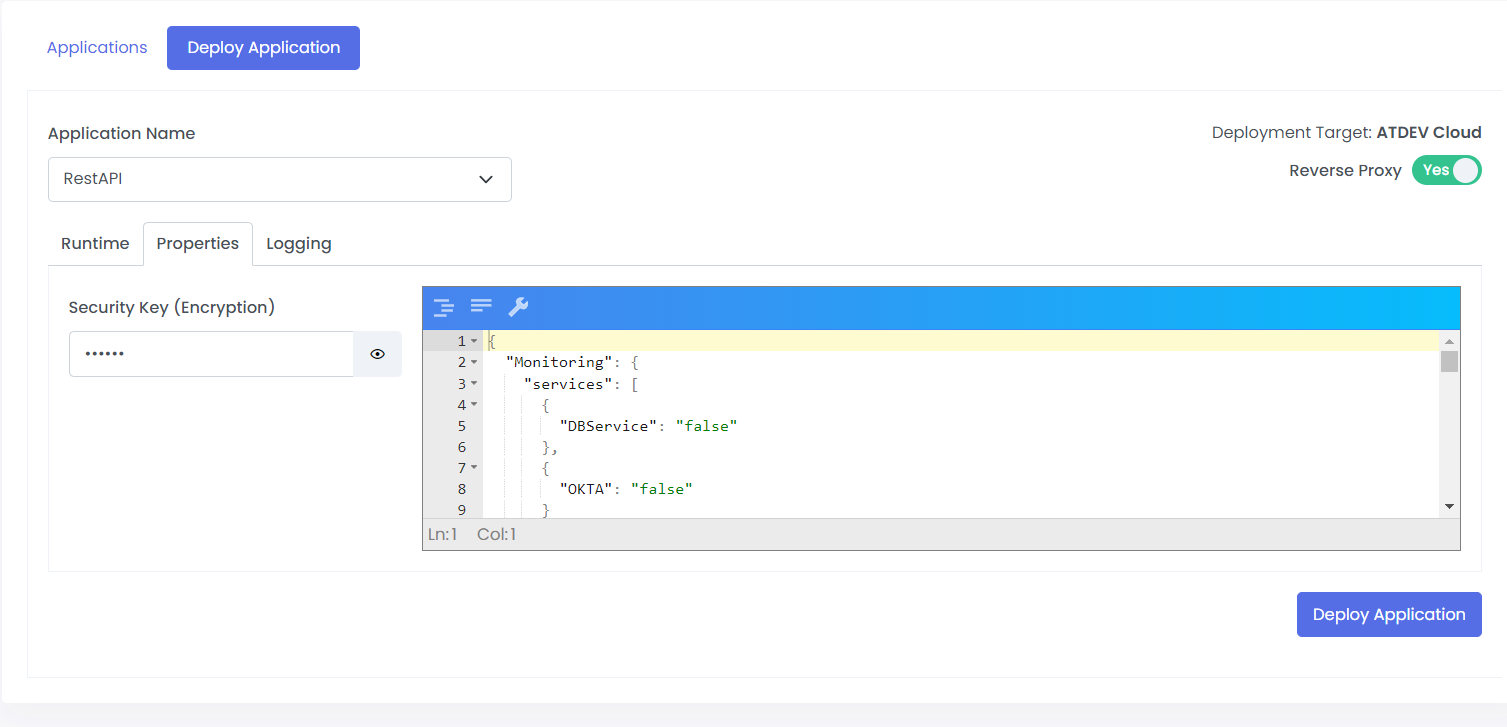 Applications Deploy Application
Application Name
Deployment Target: ATDEV Cloud
RestAPI
Reverse Proxy Yes
Runtime Properties Logging
Security Key (Encryption)
••••••
1 {
2 "Monitoring": {
3 "services": [
4 {
5 "DBService": "false"
6 },
7 {
8 "OKTA": "false"
9 }
Ln:1 Col:1
Deploy Application